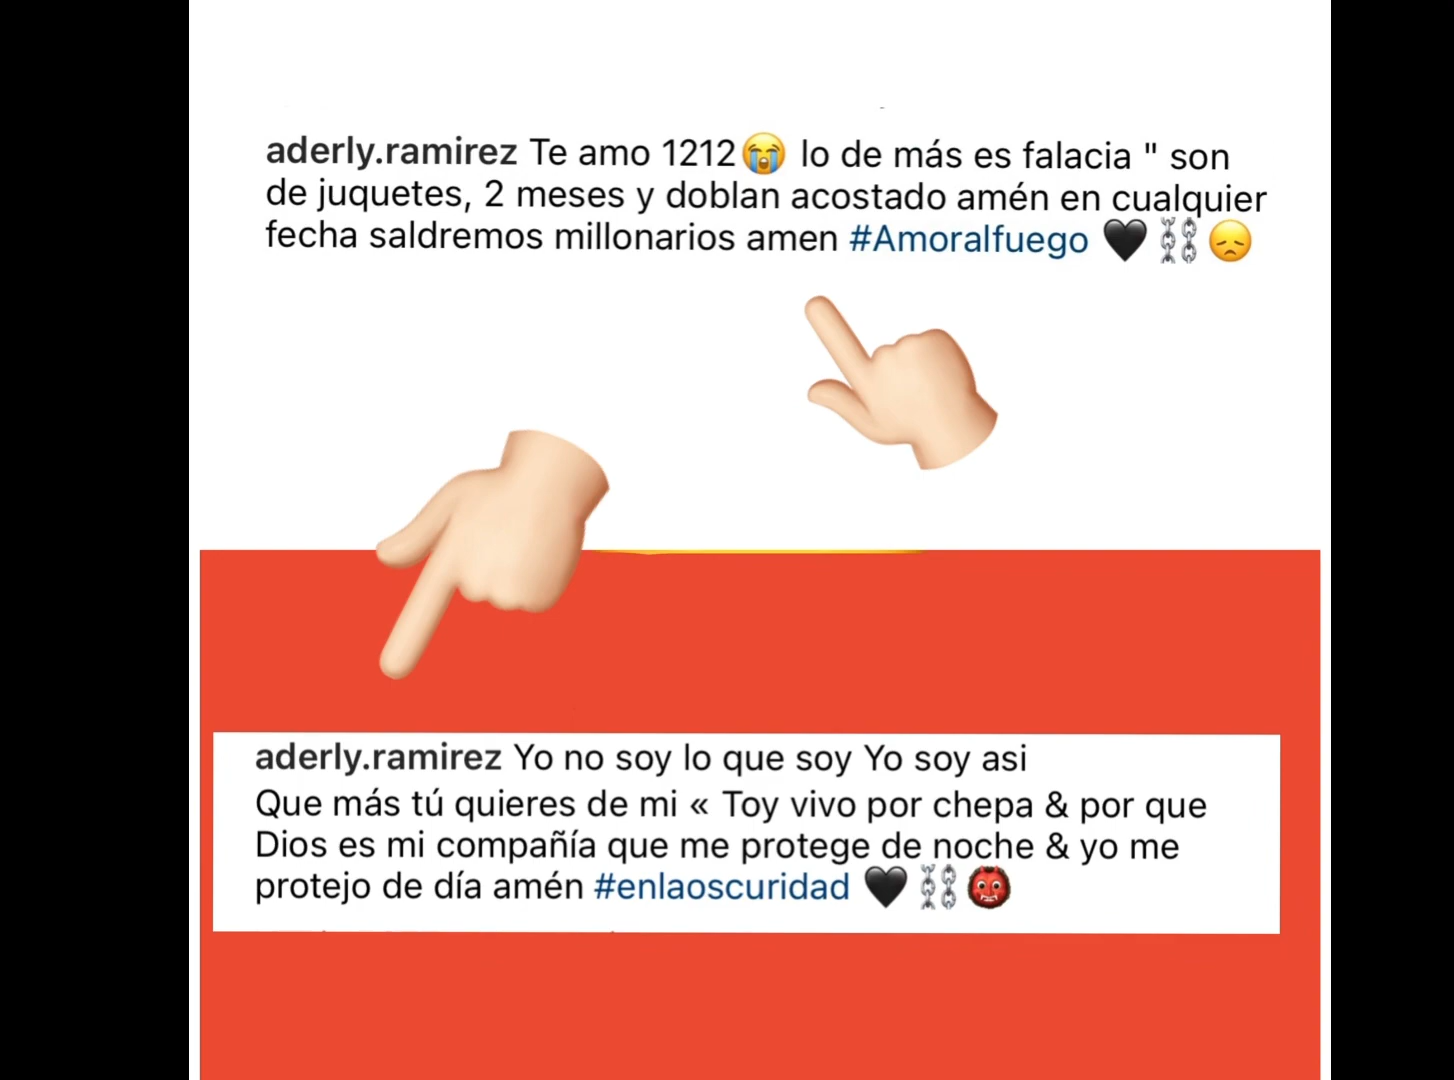 aderly.ramirez Te amo 1212😭 lo de más es falacia " son
de juquetes, 2 meses y doblan acostado amén en cualquier
fecha saldremos millonarios amen #Amoralfuego 🖤⛓️😞
aderly.ramirez Yo no soy lo que soy Yo soy asi
Que más tú quieres de mi « Toy vivo por chepa & por que
Dios es mi compañía que me protege de noche & yo me
protejo de día amén #enlaoscuridad 🖤⛓️👹